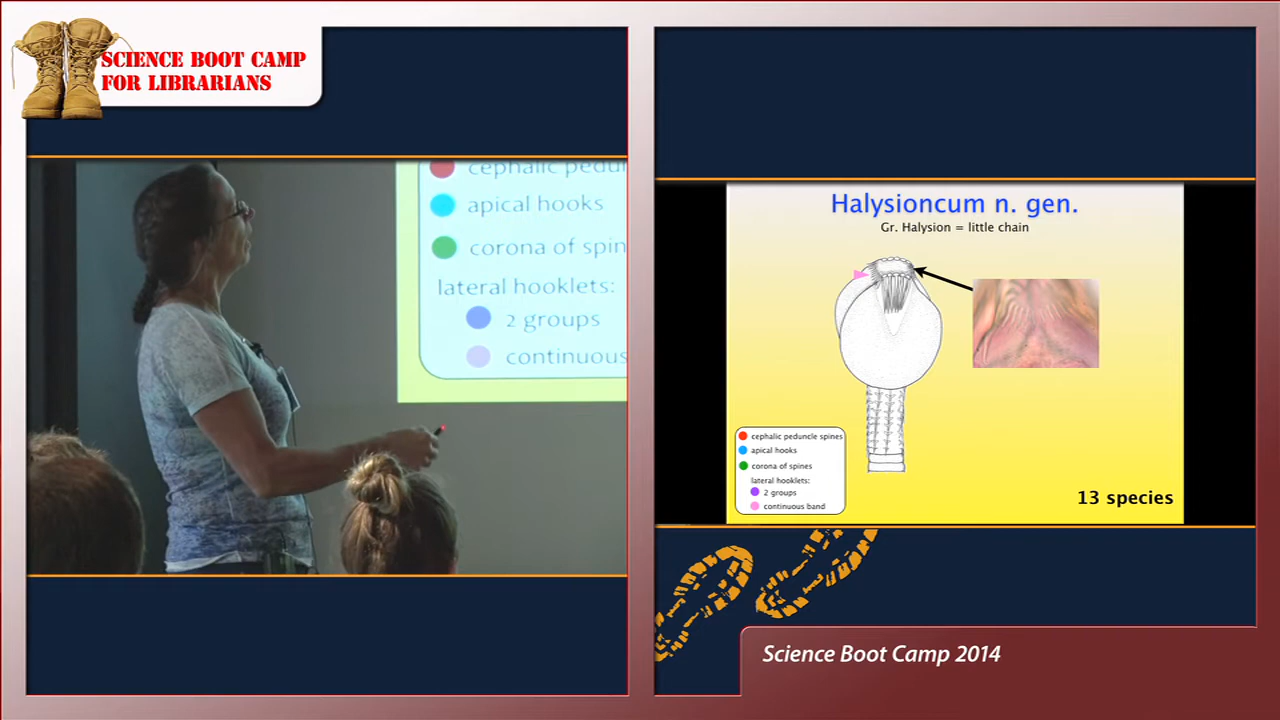 SCIENCE BOOT CAMP
FOR LIBRARIANS
cephalic
apical hooks
corona of spin
lateral hooklets:
2 groups
continuous
Halysioncum n. gen.
Gr. Halysion = little chain
cephalic peduncle spines
apical hooks
corona of spines
lateral hooklets:
2 groups
continuous band
13 species
Science Boot Camp 2014